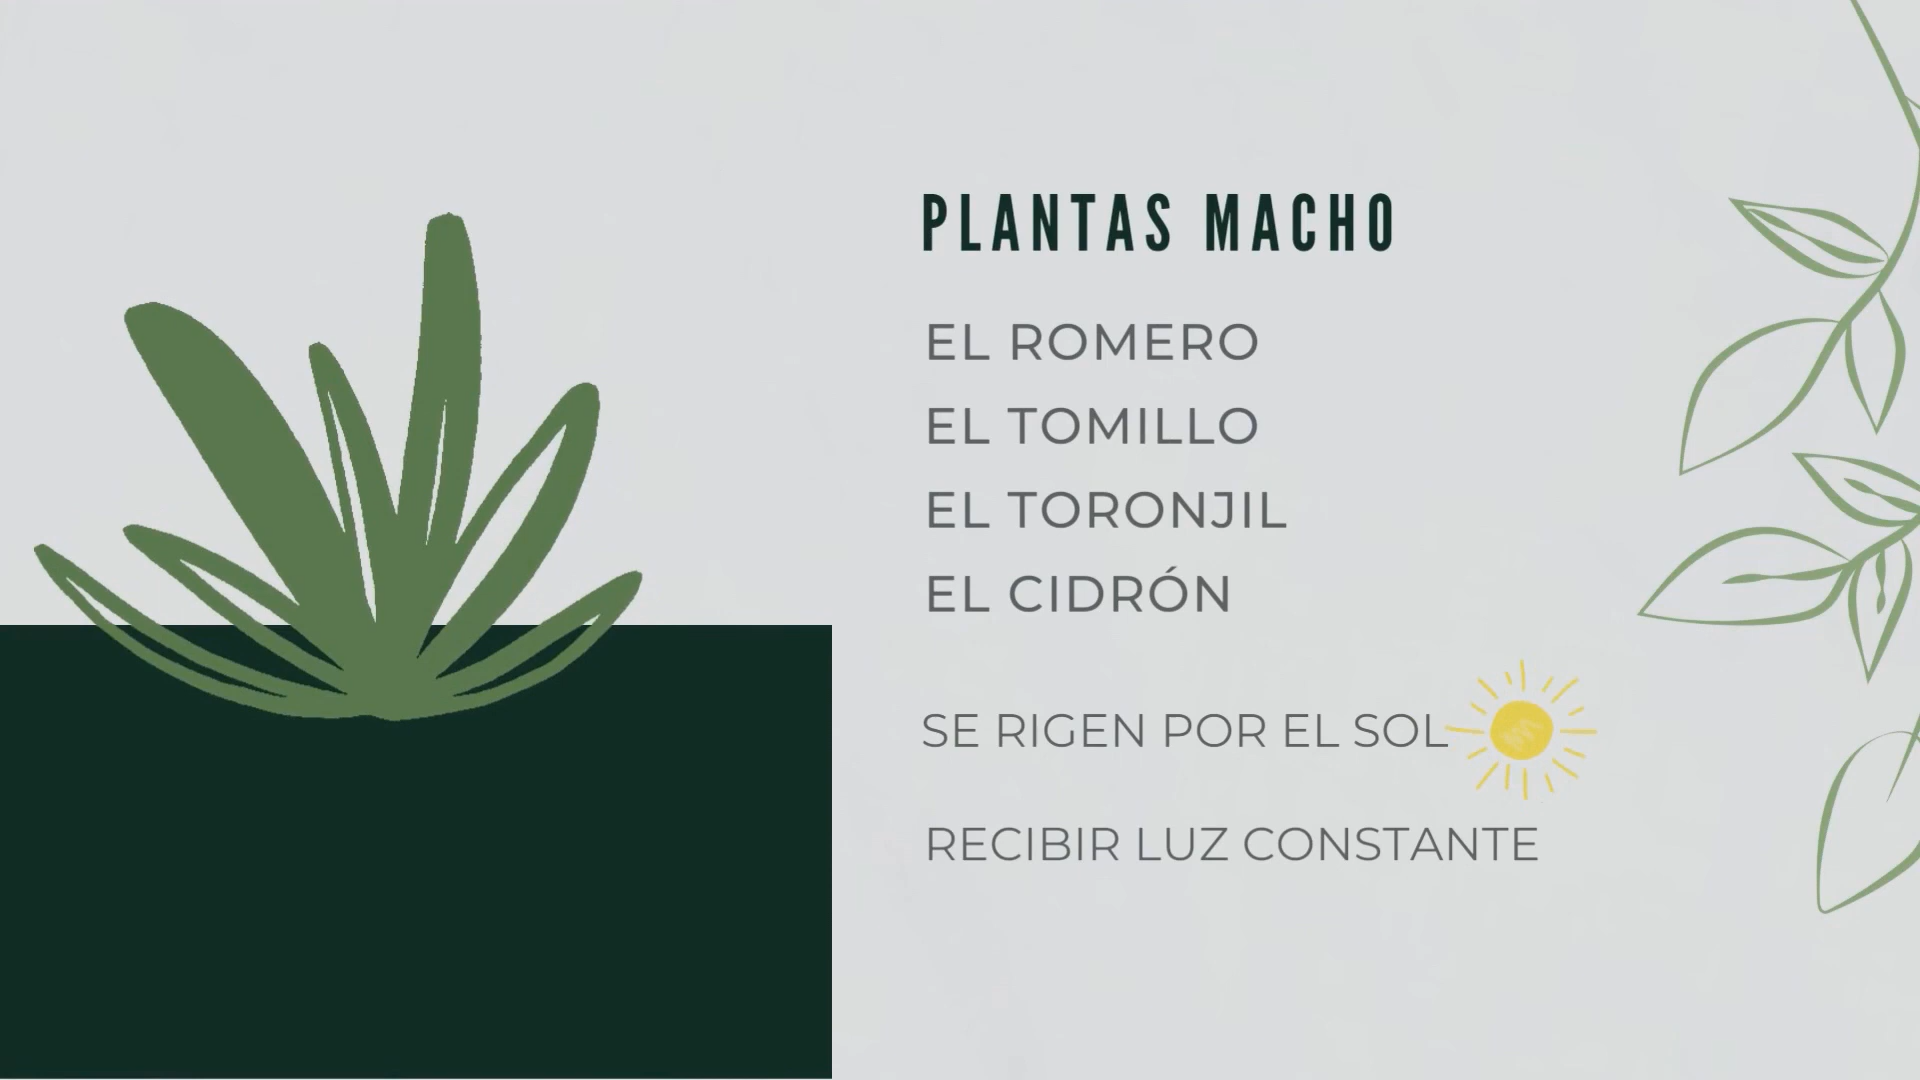 PLANTAS MACHO
EL ROMERO
EL TOMILLO
EL TORONJIL
EL CIDRÓN
SE RIGEN POR EL SOL
RECIBIR LUZ CONSTANTE